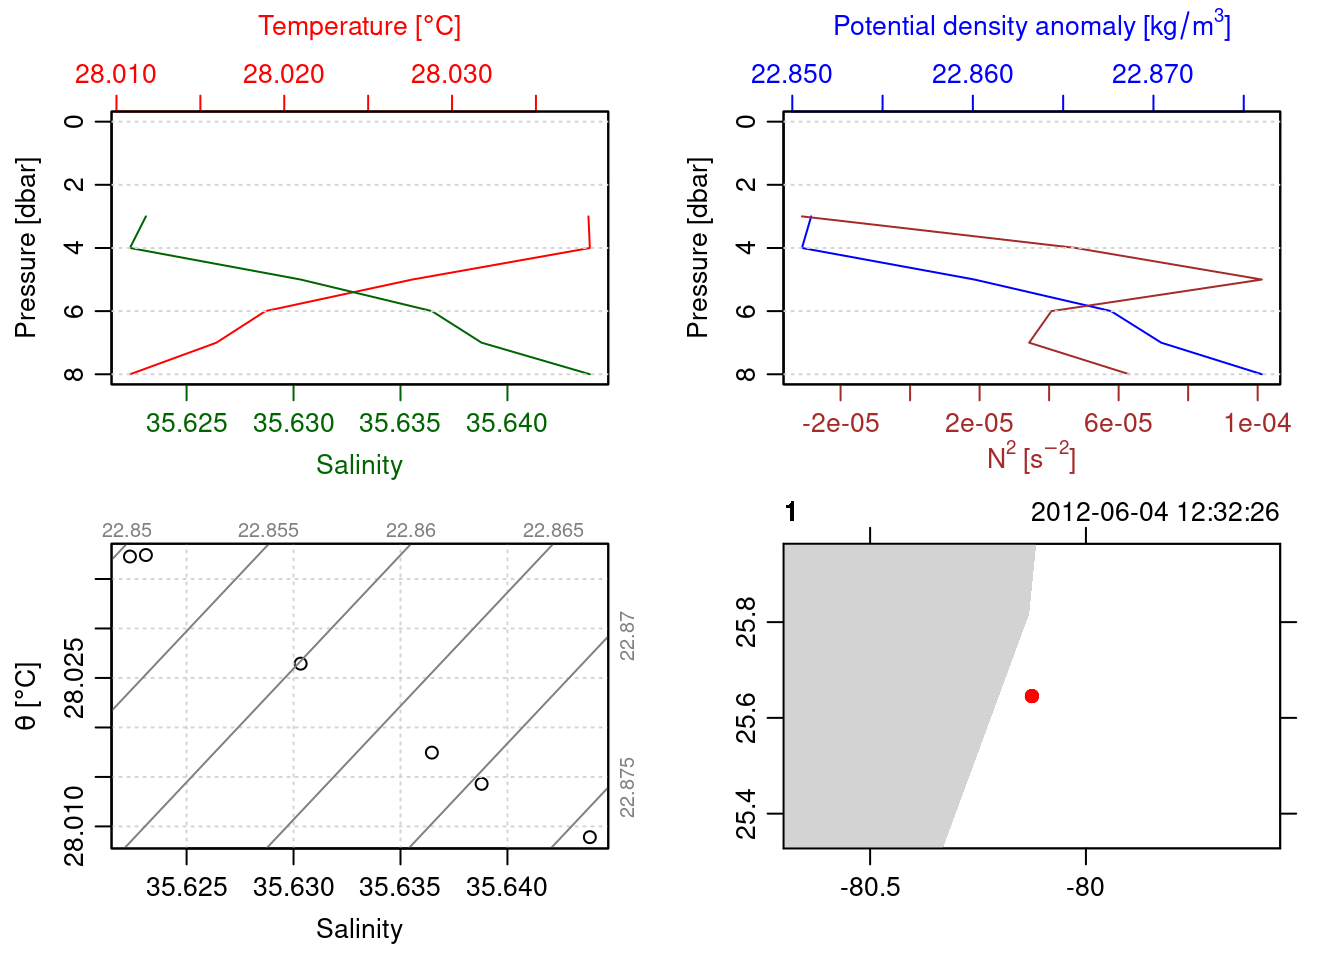 Temperature [°C]
28.010 28.020 28.030
Pressure [dbar]
0
2
4
6
8
35.625 35.630 35.635 35.640
Salinity
Potential density anomaly [kg/m³]
22.850 22.860 22.870
Pressure [dbar]
0
2
4
6
8
-2e-05 2e-05 6e-05 1e-04
N² [s⁻²]
22.85 22.855 22.86 22.865
22.87
22.875
θ [°C]
28.025
28.010
35.625 35.630 35.635 35.640
Salinity
1 2012-06-04 12:32:26
25.8
25.6
25.4
-80.5 -80